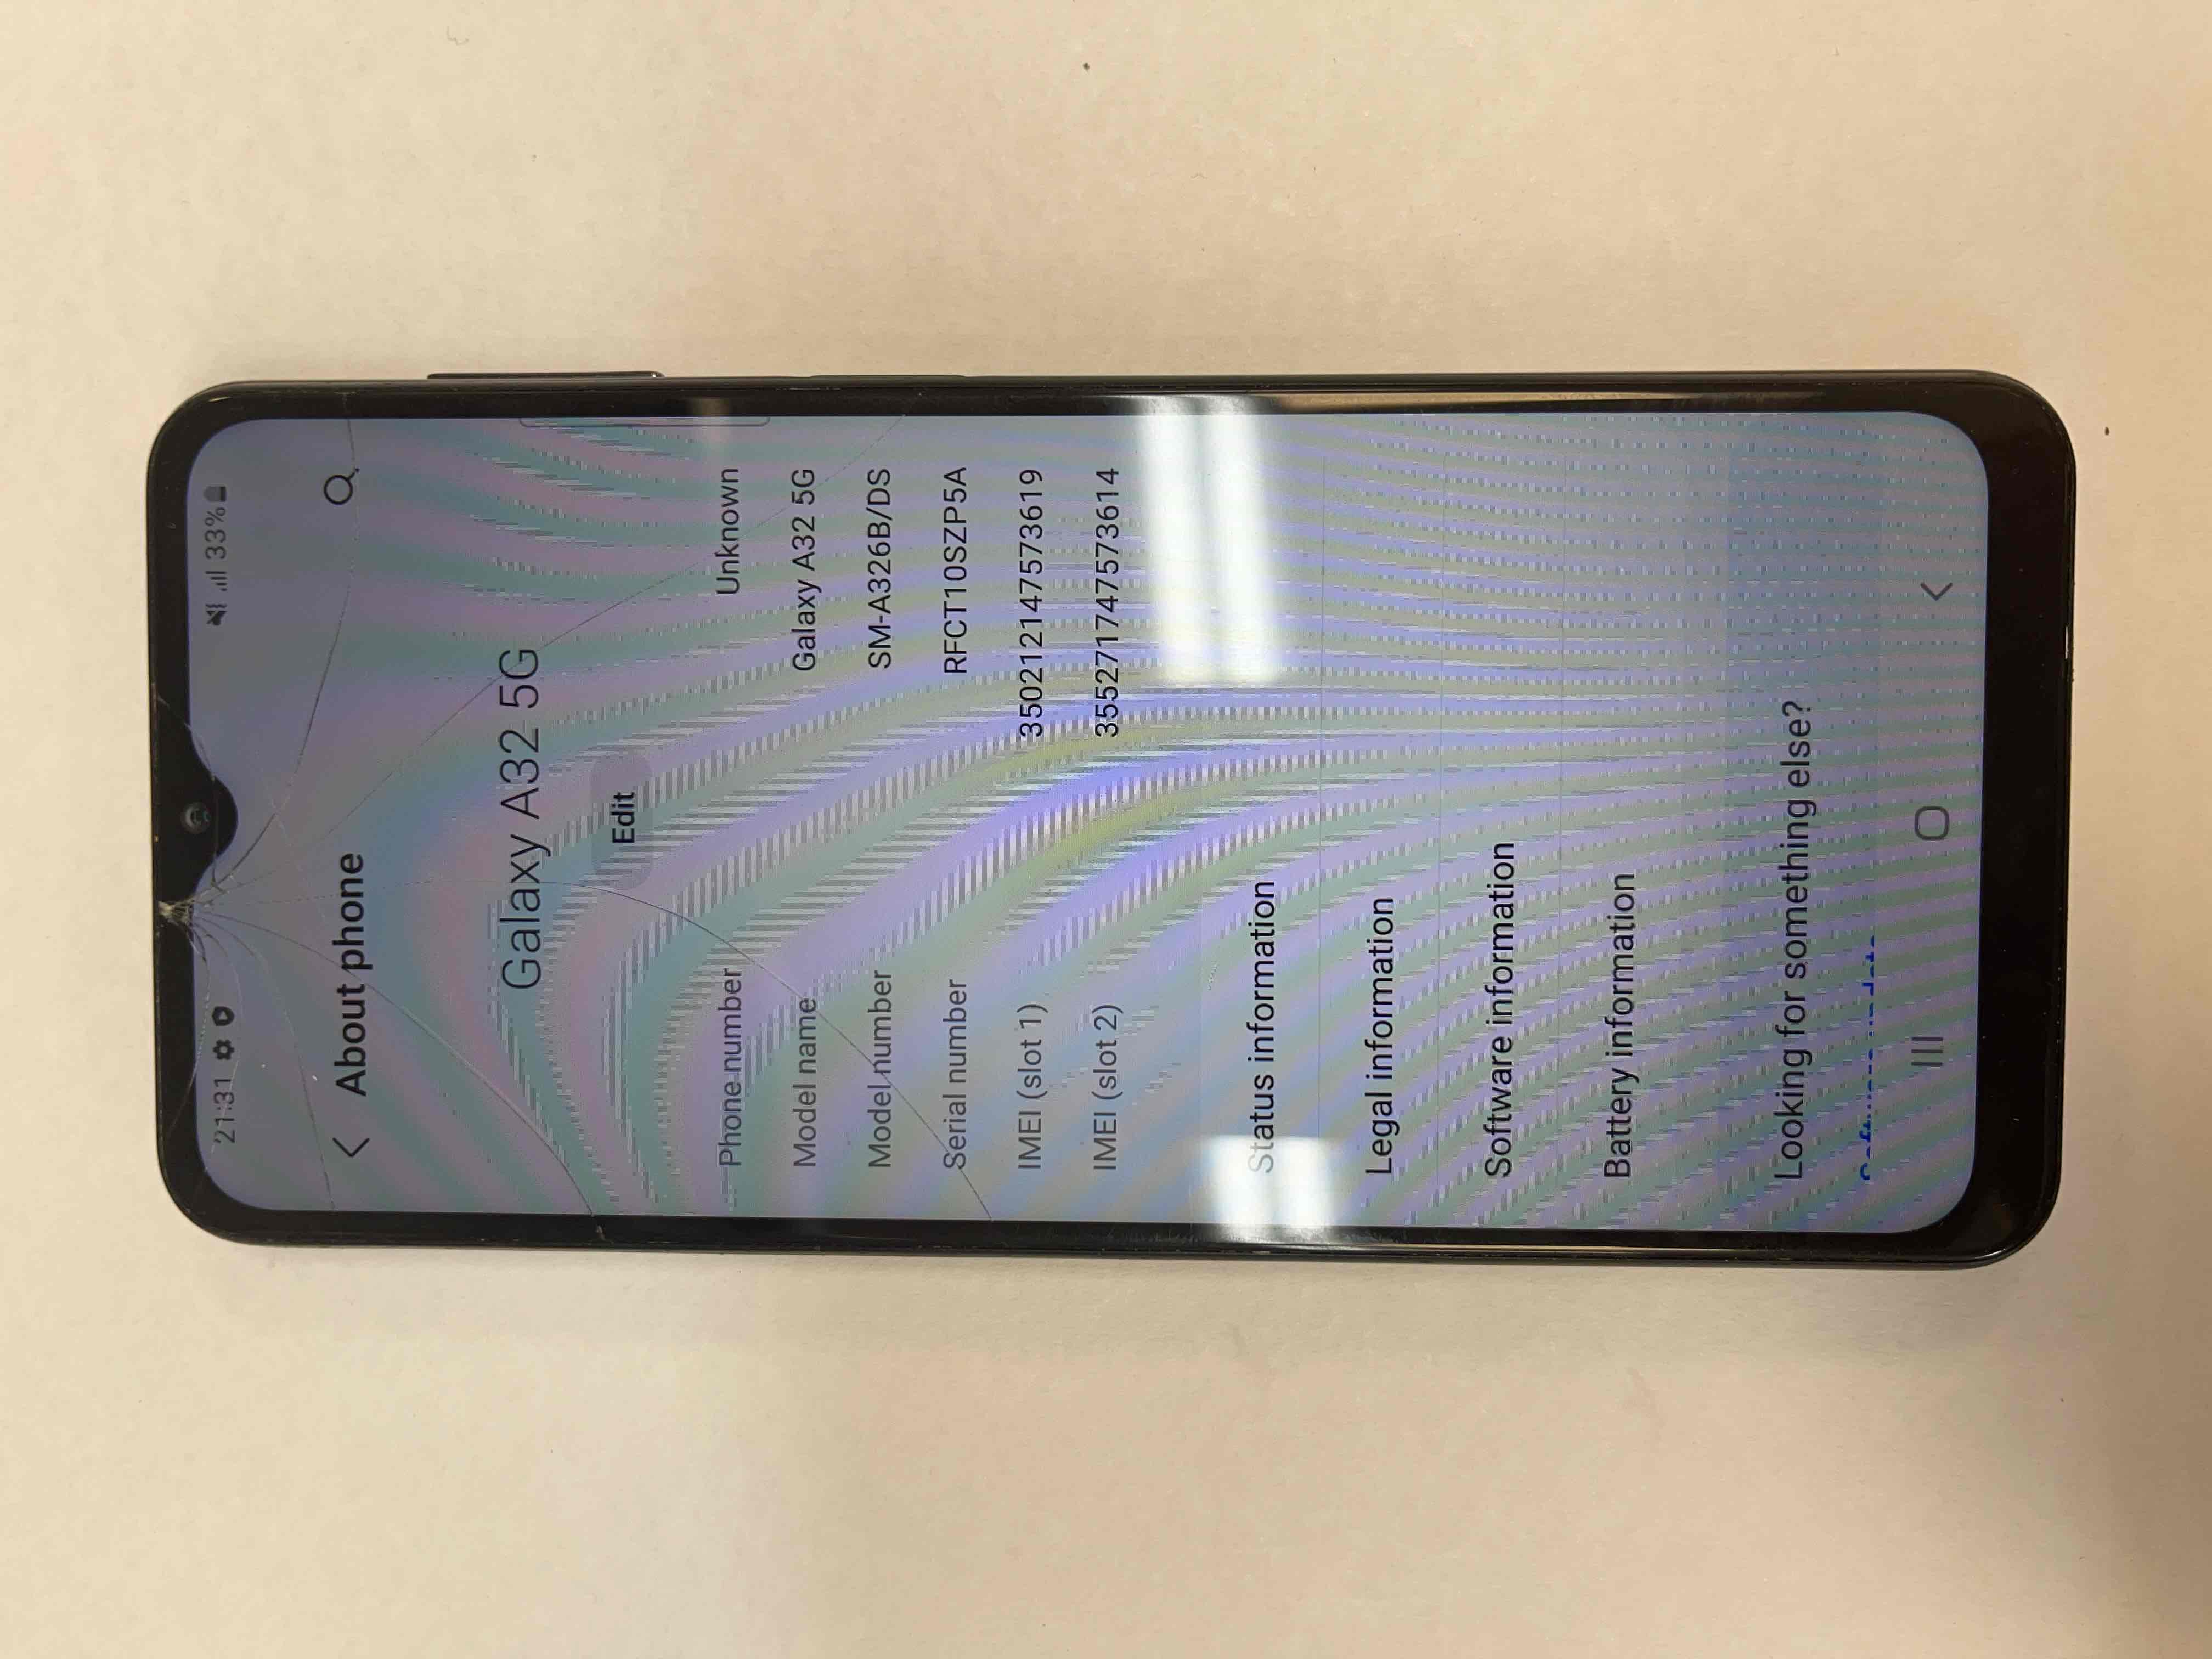 21:31 33%
About phone
Galaxy A32 5G
Edit
Phone number Unknown
Model name Galaxy A32 5G
Model number SM-A326B/DS
Serial number RFCT10SZP5A
IMEI (slot 1) 350212147573619
IMEI (slot 2) 355271747573614
Status information
Legal information
Software information
Battery information
Looking for something else?
Software update